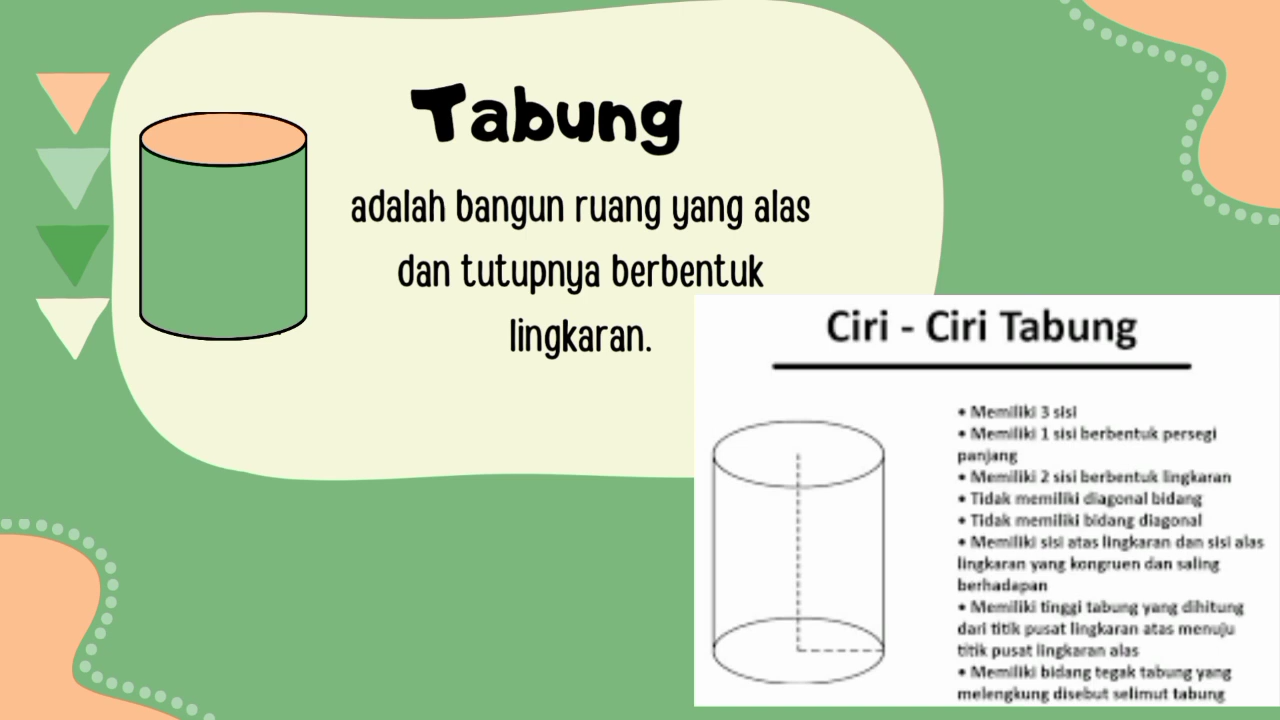 Tabung
adalah bangun ruang yang alas
dan tutupnya berbentuk
lingkaran.
Ciri - Ciri Tabung
• Memiliki 3 sisi
• Memiliki 1 sisi berbentuk persegi
panjang
• Memiliki 2 sisi berbentuk lingkaran
• Tidak memiliki diagonal bidang
• Tidak memiliki bidang diagonal
• Memiliki sisi atas lingkaran dan sisi alas
lingkaran yang kongruen dan saling
berhadapan
• Memiliki tinggi tabung yang dihitung
dari titik pusat lingkaran atas menuju
titik pusat lingkaran alas
• Memiliki bidang tegak tabung yang
melengkung disebut selimut tabung